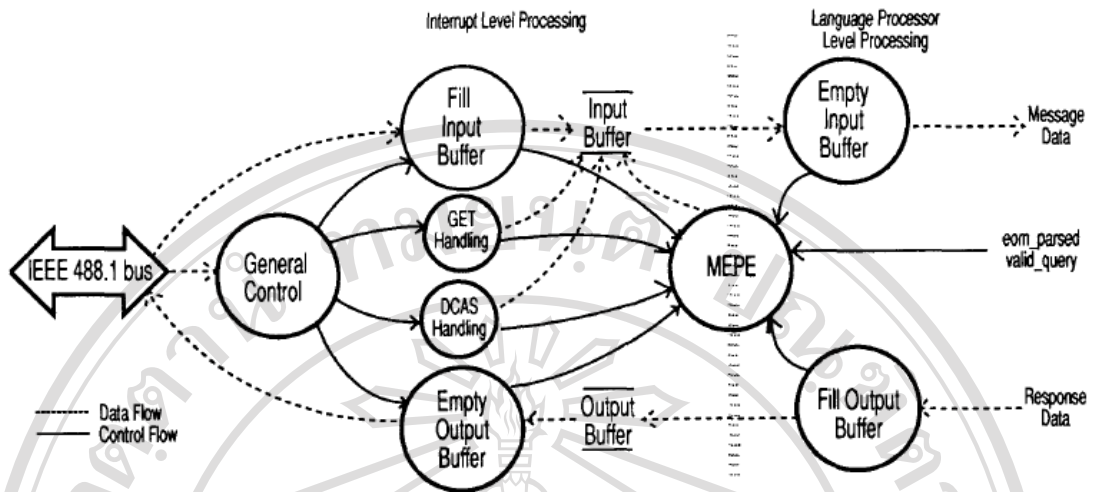 Interrupt Level Processing
Language Processor
Level Processing
Fill
Input
Buffer
Input
Buffer
Empty
Input
Buffer
Message
Data
GET
Handling
IEEE 488.1 bus
General
Control
MEPE
eom_parsed
valid_query
DCAS
Handling
Data Flow
Control Flow
Empty
Output
Buffer
Output
Buffer
Fill Output
Buffer
Response
Data